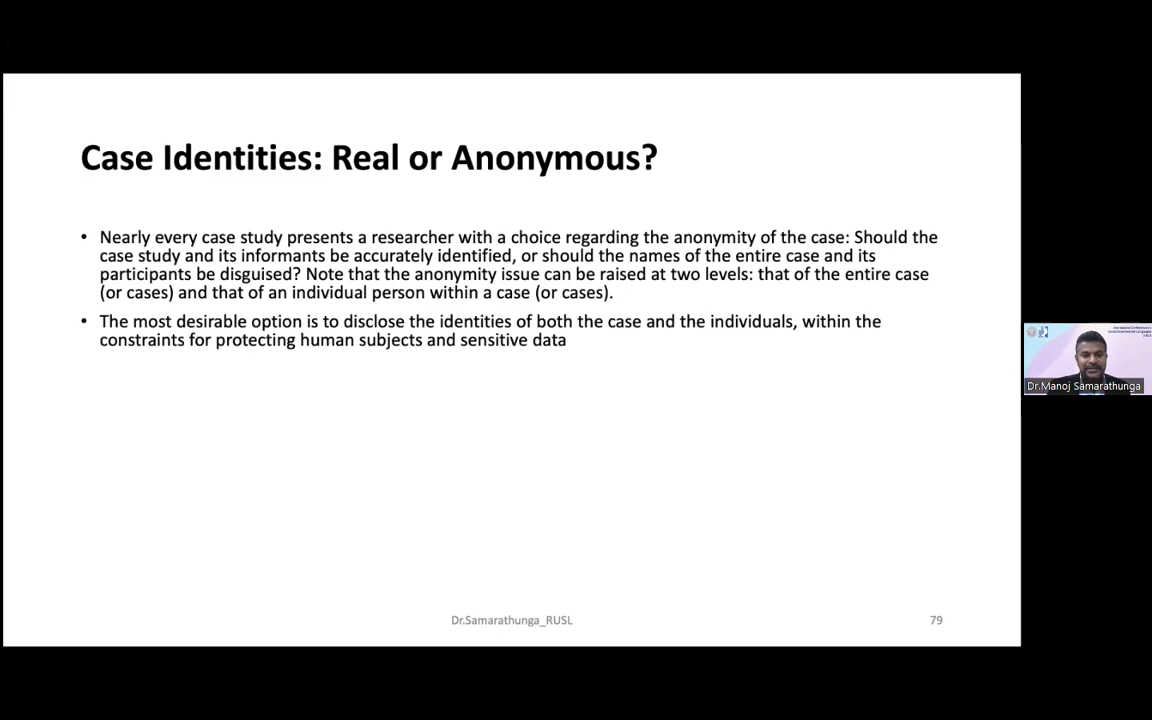 Case Identities: Real or Anonymous?
• Nearly every case study presents a researcher with a choice regarding the anonymity of the case: Should the
case study and its informants be accurately identified, or should the names of the entire case and its
participants be disguised? Note that the anonymity issue can be raised at two levels: that of the entire case
(or cases) and that of an individual person within a case (or cases).
• The most desirable option is to disclose the identities of both the case and the individuals, within the
constraints for protecting human subjects and sensitive data
Dr.Manoj Samarathunga
Dr.Samarathunga_RUSL
79